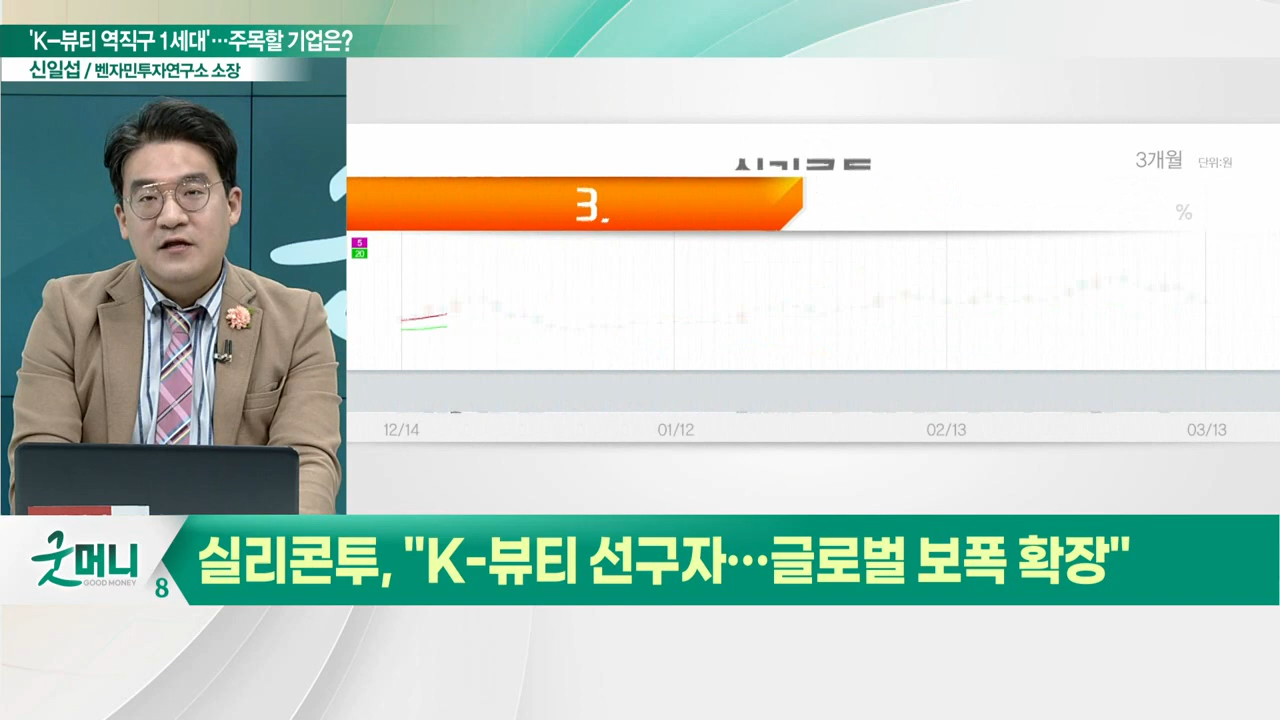 'K-뷰티 역직구 1세대'…주목할 기업은?
신일섭 / 벤자민투자연구소 소장
3개월 단위:원
3.
%
5
20
12/14 01/12 02/13 03/13
굿머니
GOOD MONEY
8
실리콘투, "K-뷰티 선구자…글로벌 보폭 확장"